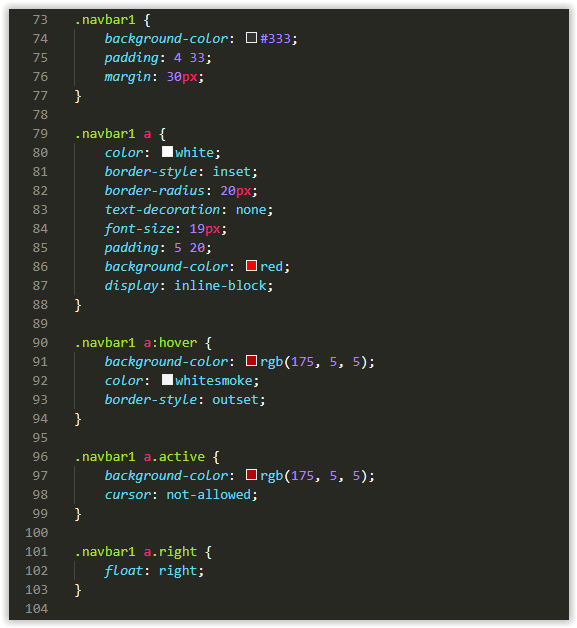 73 .navbar1 {
74 background-color: #333;
75 padding: 4 33;
76 margin: 30px;
77 }
78
79 .navbar1 a {
80 color: white;
81 border-style: inset;
82 border-radius: 20px;
83 text-decoration: none;
84 font-size: 19px;
85 padding: 5 20;
86 background-color: red;
87 display: inline-block;
88 }
89
90 .navbar1 a:hover {
91 background-color: rgb(175, 5, 5);
92 color: whitesmoke;
93 border-style: outset;
94 }
95
96 .navbar1 a.active {
97 background-color: rgb(175, 5, 5);
98 cursor: not-allowed;
99 }
100
101 .navbar1 a.right {
102 float: right;
103 }
104